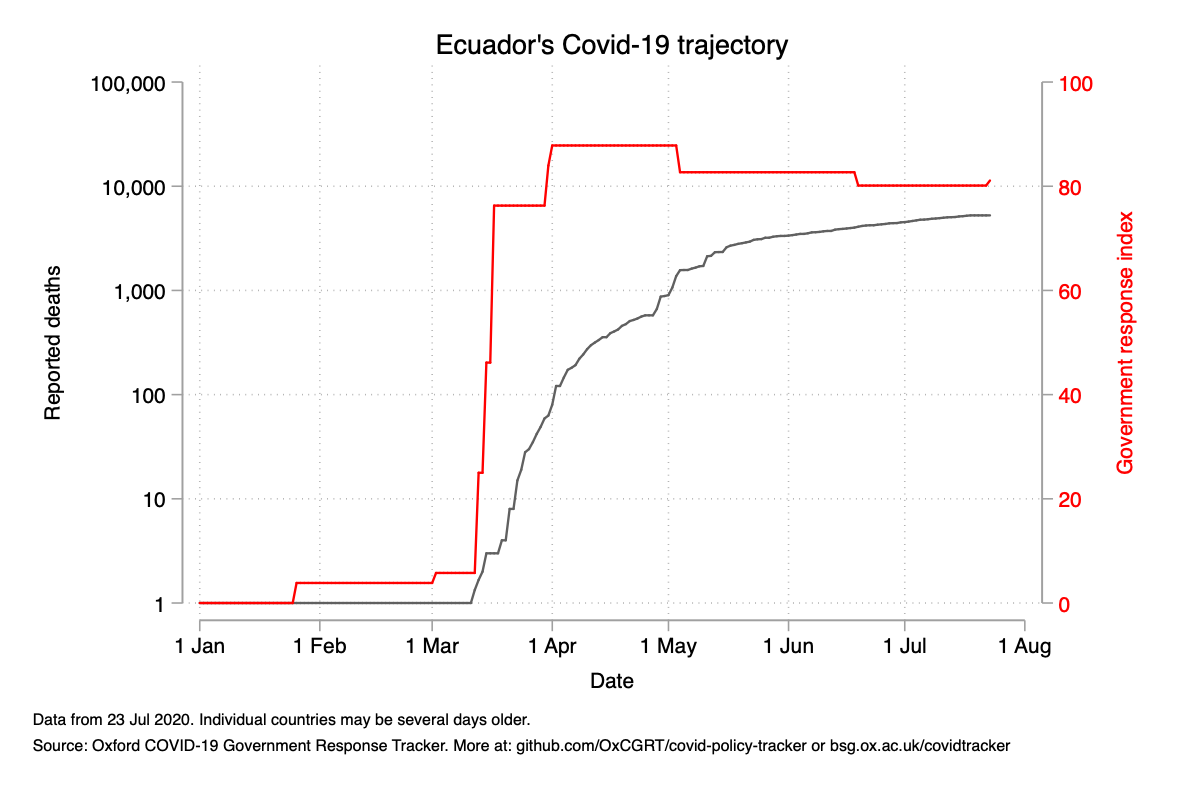 Ecuador's Covid-19 trajectory
100,000
10,000
1,000
100
10
1
Reported deaths
100
80
60
40
20
0
Government response index
1 Jan
1 Feb
1 Mar
1 Apr
1 May
1 Jun
1 Jul
1 Aug
Date
Data from 23 Jul 2020. Individual countries may be several days older.
Source: Oxford COVID-19 Government Response Tracker. More at: github.com/OxCGRT/covid-policy-tracker or bsg.ox.ac.uk/covidtracker